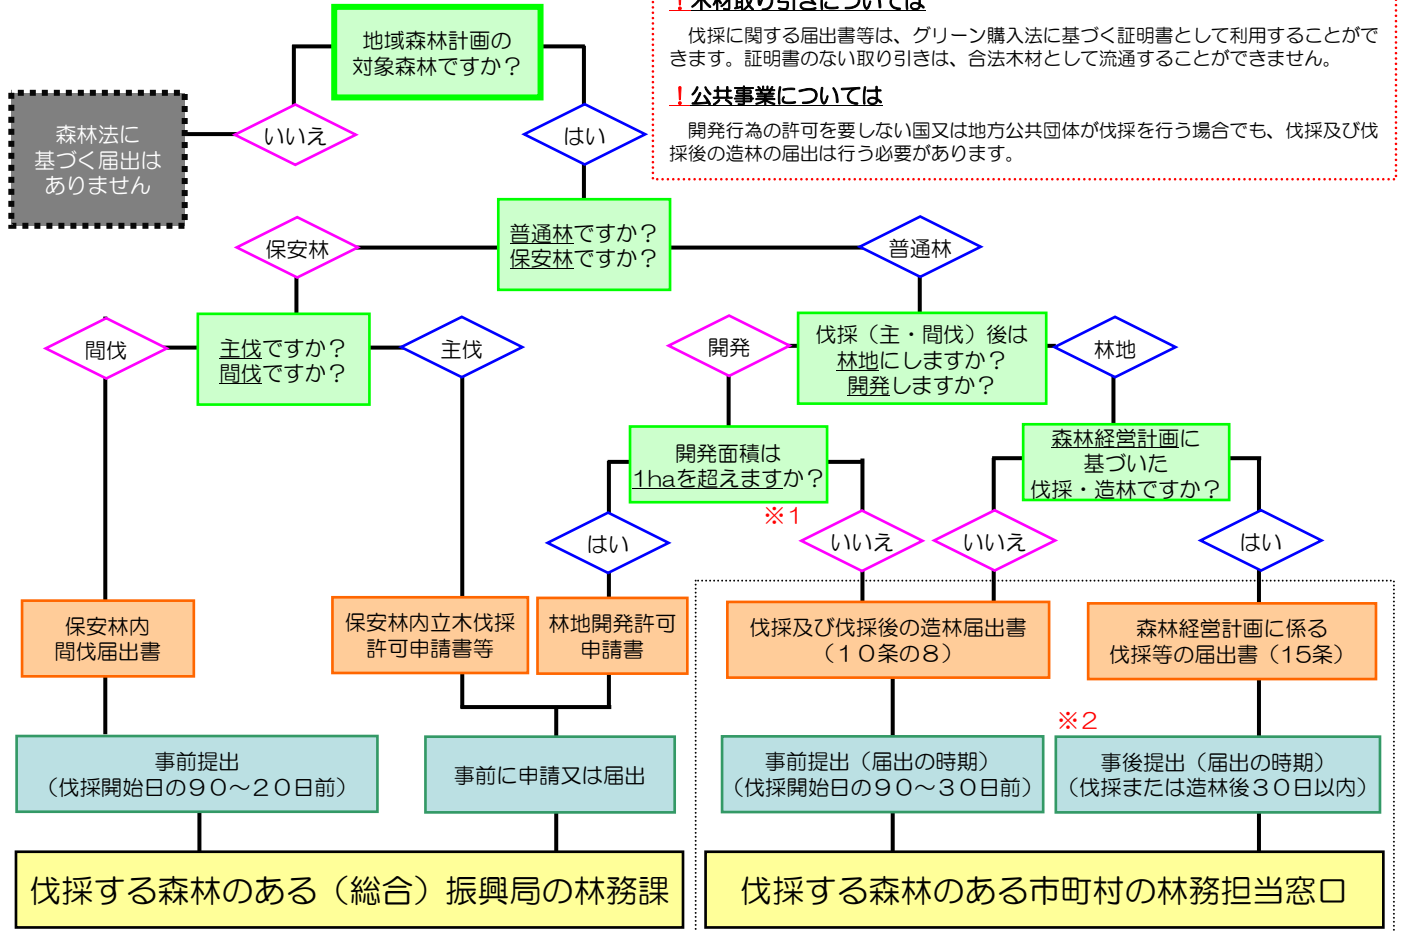 ！木材取り引きについては
伐採に関する届出書等は、グリーン購入法に基づく証明書として利用することがで
きます。証明書のない取り引きは、合法木材として流通することができません。
！公共事業については
開発行為の許可を要しない国又は地方公共団体が伐採を行う場合でも、伐採及び伐
採後の造林の届出は行う必要があります。
地域森林計画の
対象森林ですか？
いいえ
はい
森林法に
基づく届出は
ありません
普通林ですか？
保安林ですか？
保安林
普通林
主伐ですか？
間伐ですか？
間伐
主伐
伐採（主・間伐）後は
林地にしますか？
開発しますか？
開発
林地
開発面積は
1haを超えますか？
※1
森林経営計画に
基づいた
伐採・造林ですか？
はい
いいえ
いいえ
はい
保安林内
間伐届出書
保安林内立木伐採
許可申請書等
林地開発許可
申請書
伐採及び伐採後の造林届出書
（１０条の８）
森林経営計画に係る
伐採等の届出書（15条）
※2
事前提出
（伐採開始日の９０～２０日前）
事前に申請又は届出
事前提出（届出の時期）
（伐採開始日の９０～３０日前）
事後提出（届出の時期）
（伐採または造林後３０日以内）
伐採する森林のある（総合）振興局の林務課
伐採する森林のある市町村の林務担当窓口